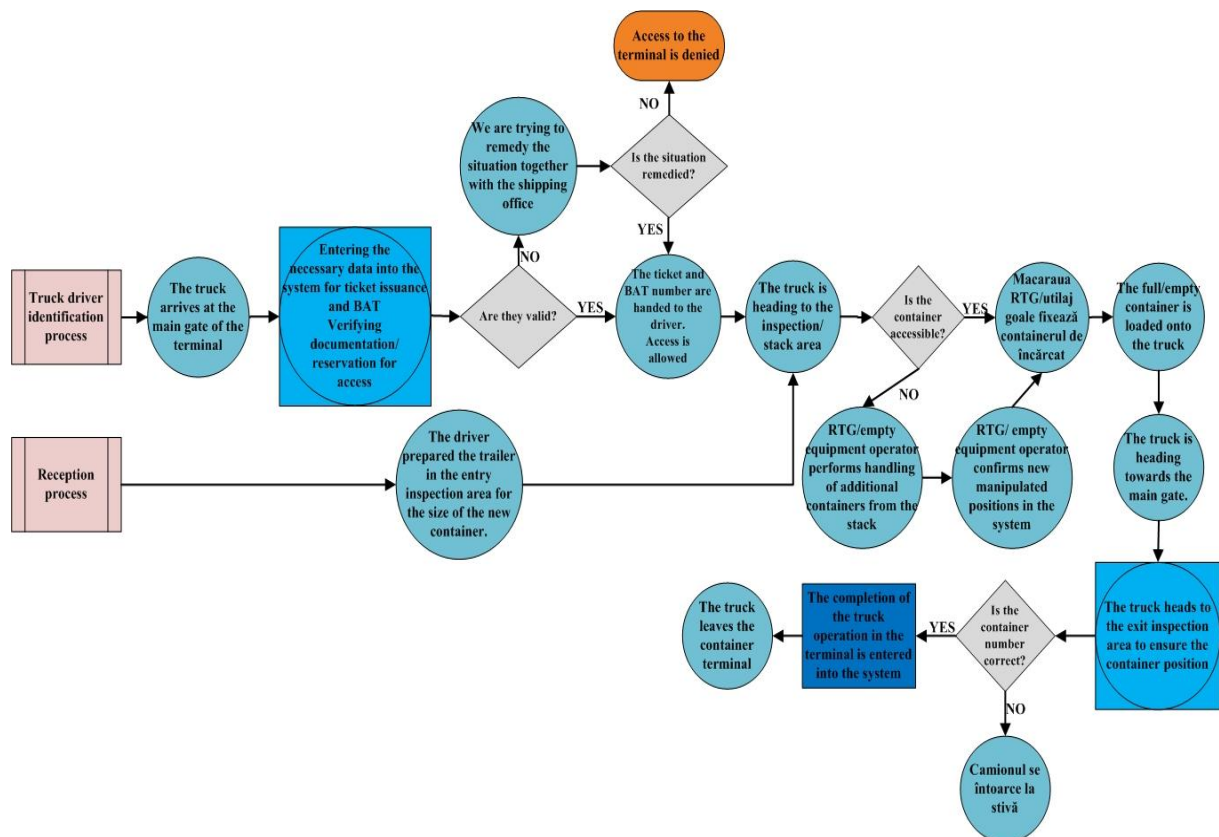 Access to the
terminal is denied
NO
We are trying to
remedy the
situation together
with the shipping
office
Is the situation
remedied?
YES
NO
Truck driver
identification
process
The truck
arrives at the
main gate of the
terminal
Entering the
necessary data into the
system for ticket issuance
and BAT
Verifying
documentation/
reservation for
access
Are they valid?
YES
The ticket and
BAT number are
handed to the
driver.
Access is
allowed
The truck is
heading to the
inspection/
stack area
Is the
container
accessible?
YES
Macaraua
RTG/utilaj
goale fixează
containerul de
încărcat
The full/empty
container is
loaded onto
the truck
NO
Reception
process
The driver
prepared the trailer
in the entry
inspection area for
the size of the new
container.
RTG/empty
equipment operator
performs handling
of additional
containers from the
stack
RTG/ empty
equipment operator
confirms new
manipulated
positions in the
system
The truck is
heading
towards the
main gate.
The truck heads to
the exit inspection
area to ensure the
container position
Is the
container
number
correct?
YES
The completion of
the truck
operation in the
terminal is entered
into the system
The truck
leaves the
container
terminal
NO
Camionul se
întoarce la
stivă